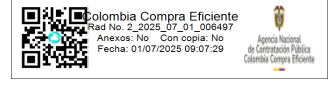 Colombia Compra Eficiente
Rad No. 2_2025_07_01_006497
Anexos: No Con copia: No
Fecha: 01/07/2025 09:07:29
Agencia Nacional
de Contratación Pública
Colombia Compra Eficiente